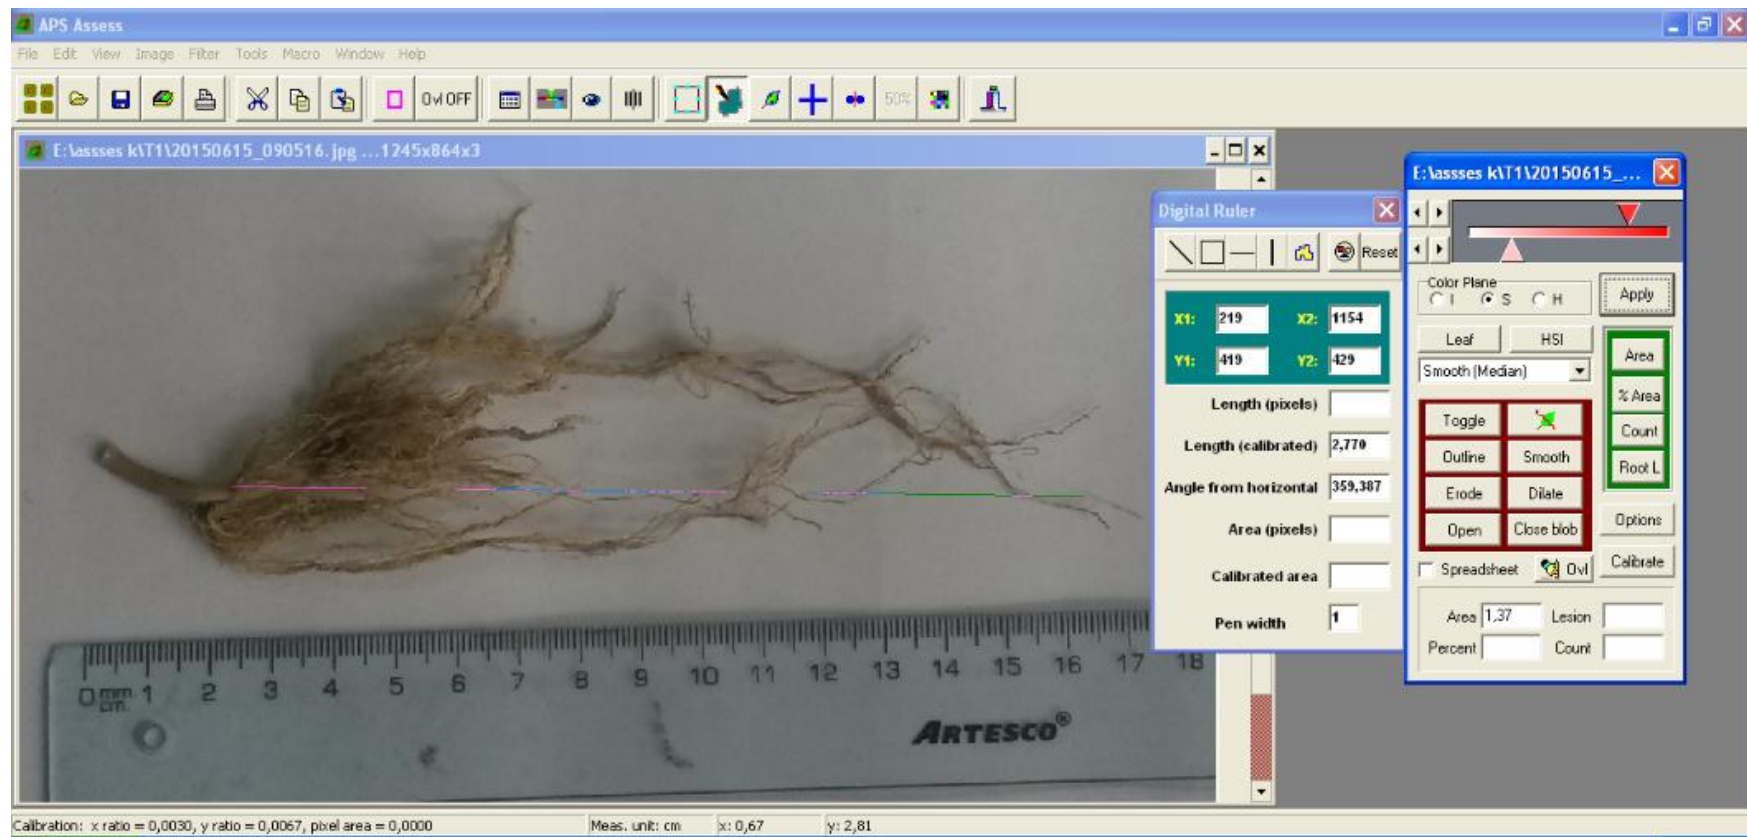 APS Assess
File Edit View Image Filter Tools Macro Window Help
Ovl OFF 50%
E:\assses k\T1\20150615_090516.jpg ...1245x864x3
Digital Ruler
Reset
X1: 219 X2: 1154
Y1: 419 Y2: 429
Length (pixels)
Length (calibrated) 2,770
Angle from horizontal 359,387
Area (pixels)
Calibrated area
Pen width 1
E:\assses k\T1\20150615_...
Color Plane
I S H
Apply
Leaf HSI
Smooth (Median)
Area
% Area
Count
Root L
Toggle
Outline Smooth
Erode Dilate
Open Close blob
Options
Calibrate
Spreadsheet Ovl
Area 1,37 Lesion
Percent Count
0 1 2 3 4 5 6 7 8 9 10 11 12 13 14 15 16 17 18
mm
cm.
ARTESCO®
Calibration: x ratio = 0,0030, y ratio = 0,0067, pixel area = 0,0000 Meas. unit: cm x: 0,67 y: 2,81